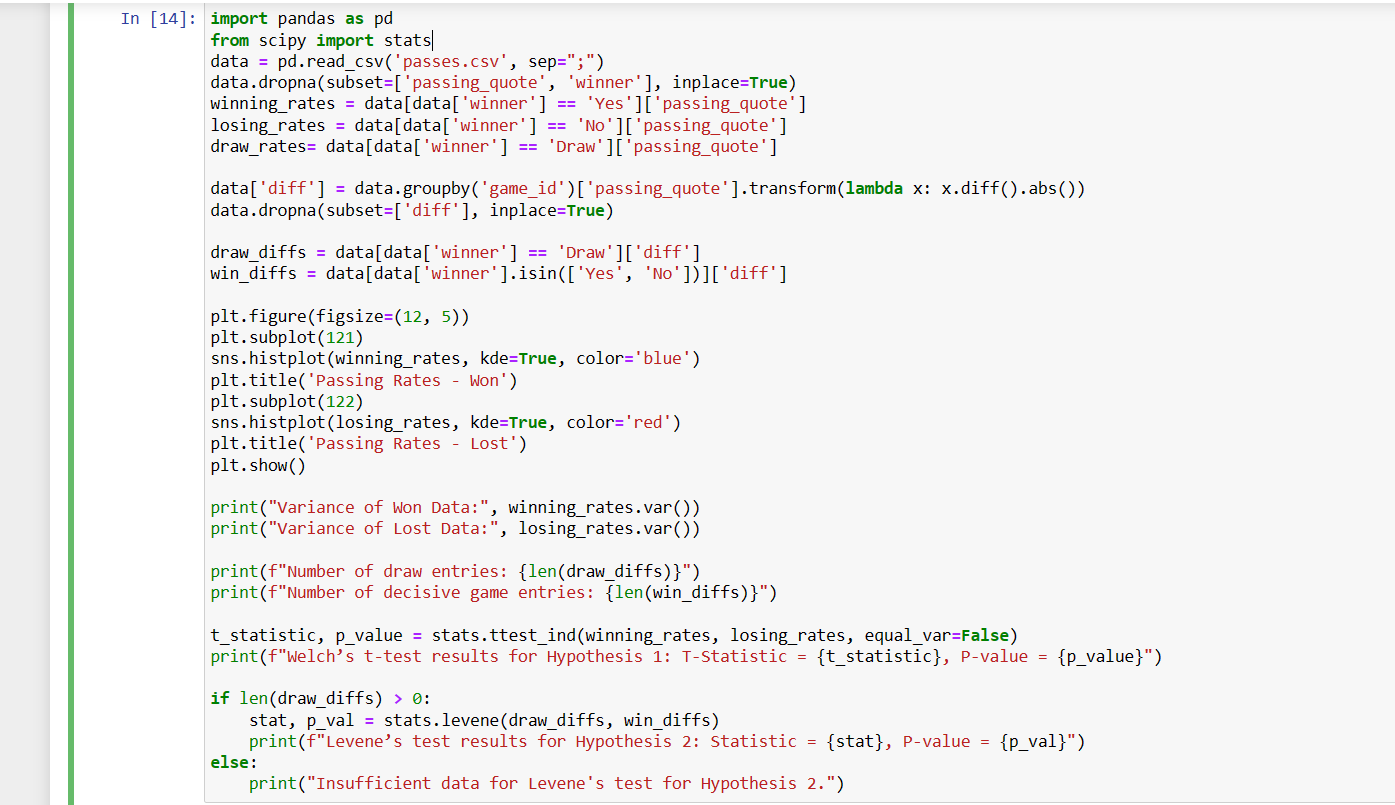 In [14]: import pandas as pd
from scipy import stats
data = pd.read_csv('passes.csv', sep=";")
data.dropna(subset=['passing_quote', 'winner'], inplace=True)
winning_rates = data[data['winner'] == 'Yes']['passing_quote']
losing_rates = data[data['winner'] == 'No']['passing_quote']
draw_rates= data[data['winner'] == 'Draw']['passing_quote']

data['diff'] = data.groupby('game_id')['passing_quote'].transform(lambda x: x.diff().abs())
data.dropna(subset=['diff'], inplace=True)

draw_diffs = data[data['winner'] == 'Draw']['diff']
win_diffs = data[data['winner'].isin(['Yes', 'No'])]['diff']

plt.figure(figsize=(12, 5))
plt.subplot(121)
sns.histplot(winning_rates, kde=True, color='blue')
plt.title('Passing Rates - Won')
plt.subplot(122)
sns.histplot(losing_rates, kde=True, color='red')
plt.title('Passing Rates - Lost')
plt.show()

print("Variance of Won Data:", winning_rates.var())
print("Variance of Lost Data:", losing_rates.var())

print(f"Number of draw entries: {len(draw_diffs)}")
print(f"Number of decisive game entries: {len(win_diffs)}")

t_statistic, p_value = stats.ttest_ind(winning_rates, losing_rates, equal_var=False)
print(f"Welch’s t-test results for Hypothesis 1: T-Statistic = {t_statistic}, P-value = {p_value}")

if len(draw_diffs) > 0:
    stat, p_val = stats.levene(draw_diffs, win_diffs)
    print(f"Levene’s test results for Hypothesis 2: Statistic = {stat}, P-value = {p_val}")
else:
    print("Insufficient data for Levene's test for Hypothesis 2.")